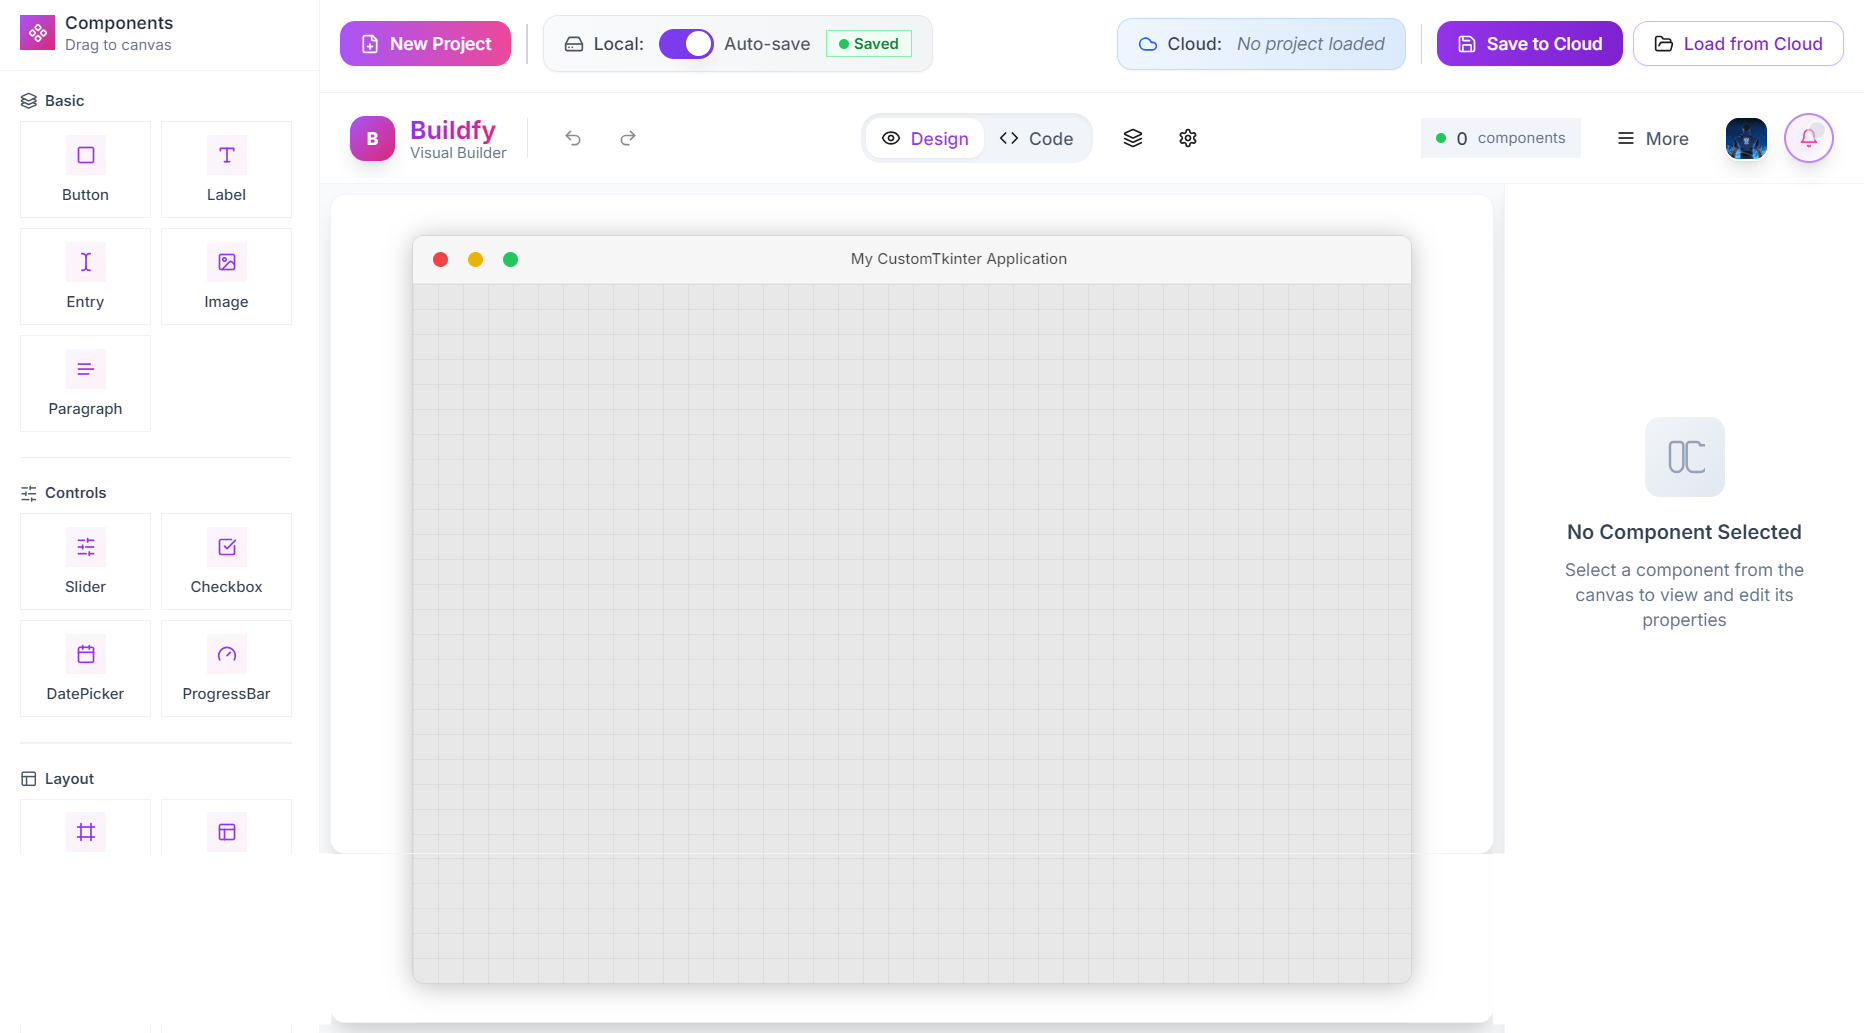 Components
Drag to canvas
New Project
Local:
Auto-save
Saved
Cloud:
No project loaded
Save to Cloud
Load from Cloud
B
Buildfy
Visual Builder
Design
Code
0 components
More
Basic
Button
Label
Entry
Image
Paragraph
Controls
Slider
Checkbox
DatePicker
ProgressBar
Layout
My CustomTkinter Application
No Component Selected
Select a component from the
canvas to view and edit its
properties